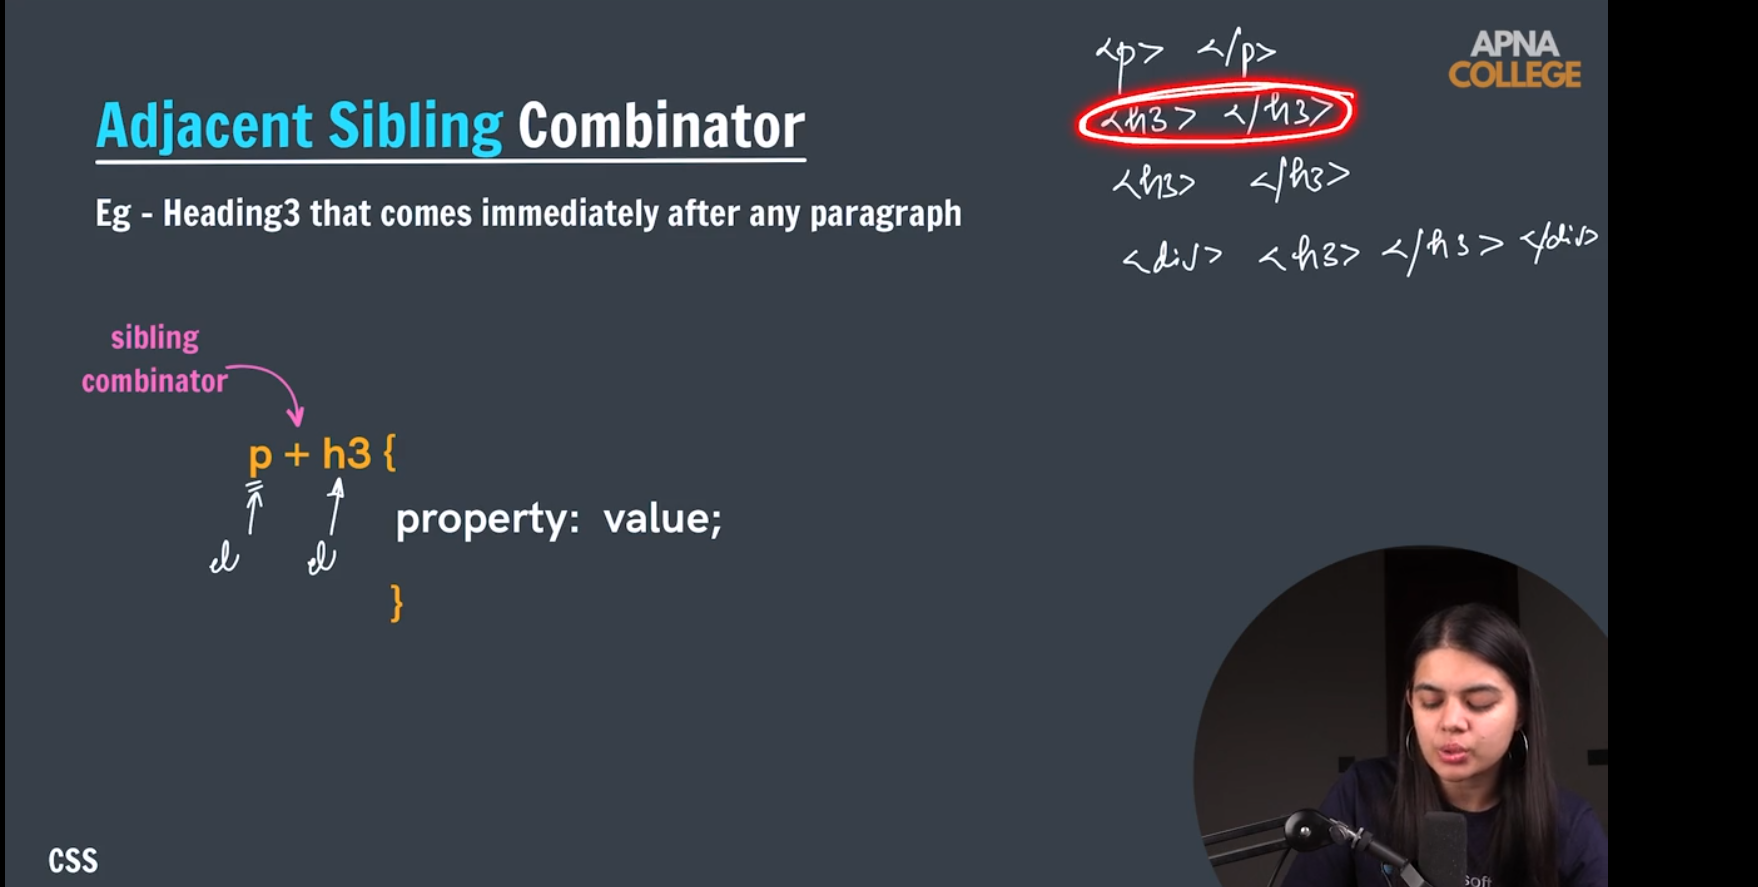 <p> </p>
APNA
COLLEGE
Adjacent Sibling Combinator
<h3> </h3>
<h3> </h3>
Eg - Heading3 that comes immediately after any paragraph
<div> <h3> </h3> </div>
sibling
combinator
p + h3 {
property: value;
el el
}
CSS
soft